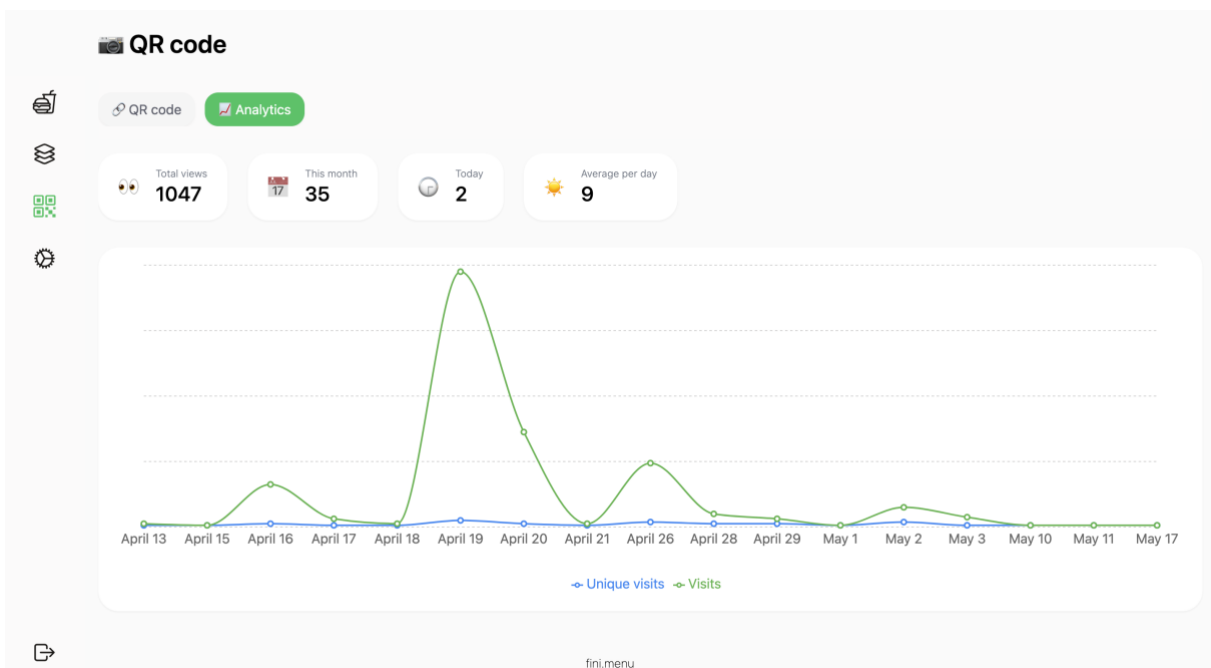 QR code
QR code
Analytics
Total views
1047
17
This month
35
Today
2
Average per day
9
April 13 April 15 April 16 April 17 April 18 April 19 April 20 April 21 April 26 April 28 April 29 May 1 May 2 May 3 May 10 May 11 May 17
Unique visits Visits
fini.menu